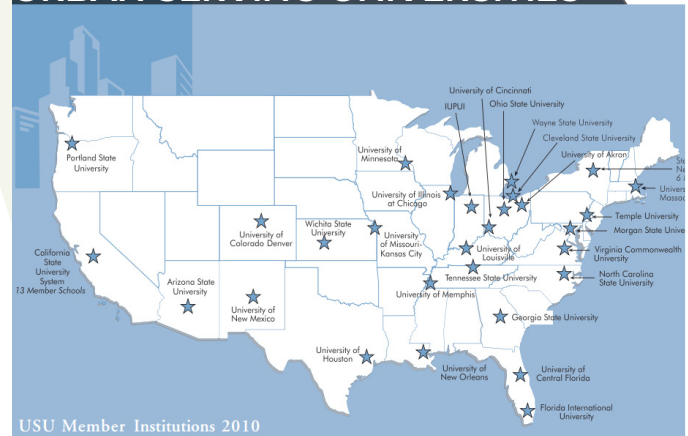 URBAN SERVING UNIVERSITIES
University of Cincinnati
IUPUI
Ohio State University
Wayne State University
Cleveland State University
University of Akron
Portland State
University
University of
Minnesota
University of Illinois
at Chicago
Temple University
Morgan State
Virginia Commonwealth
University
North Carolina
State University
University of
Colorado Denver
Wichita State
University
University
of Missouri-
Kansas City
University of
Louisville
Tennessee State University
University of Memphis
California
State
University
System
13 Member Schools
Arizona State
University
University of
New Mexico
Georgia State University
University of
Houston
University of
New Orleans
University of
Central Florida
Florida International
University
USU Member Institutions 2010